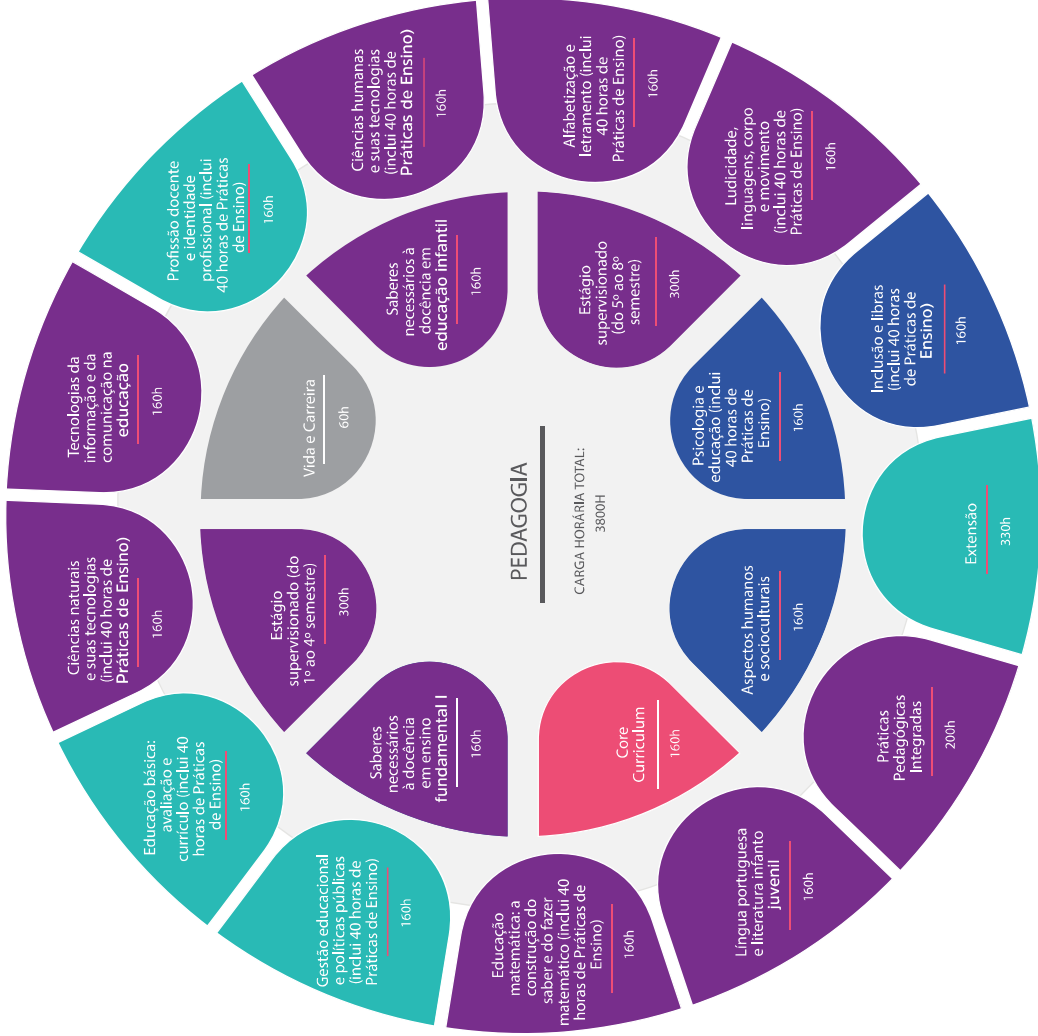 PEDAGOGIA
CARGA HORÁRIA TOTAL:
3800H
Tecnologias da
informação e da
comunicação na
educação
160h
Profissão docente
e identidade
profissional (inclui
40 horas de Práticas
de Ensino)
160h
Ciências humanas
e suas tecnologias
(inclui 40 horas de
Práticas de Ensino)
160h
Alfabetização e
letramento (inclui
40 horas de
Práticas de Ensino)
160h
Ludicidade,
linguagens, corpo
e movimento
(inclui 40 horas de
Práticas de Ensino)
160h
Inclusão e libras
(inclui 40 horas
de Práticas de
Ensino)
160h
Extensão
330h
Práticas
Pedagógicas
Integradas
200h
Língua portuguesa
e literatura infanto
juvenil
160h
Educação
matemática: a
construção do
saber e do fazer
matemático (inclui 40
horas de Práticas de
Ensino)
160h
Gestão educacional
e políticas públicas
(inclui 40 horas de
Práticas de Ensino)
160h
Educação básica:
avaliação e
currículo (inclui 40
horas de Práticas
de Ensino)
160h
Ciências naturais
e suas tecnologias
(inclui 40 horas de
Práticas de Ensino)
160h
Vida e Carreira
60h
Saberes
necessários à
docência em
educação infantil
160h
Estágio
supervisionado
(do 5º ao 8º
semestre)
300h
Psicologia e
educação (inclui
40 horas de
Práticas de
Ensino)
160h
Aspectos humanos
e socioculturais
160h
Core
Curriculum
160h
Saberes
necessários
à docência
em ensino
fundamental I
160h
Estágio
supervisionado (do
1º ao 4º semestre)
300h